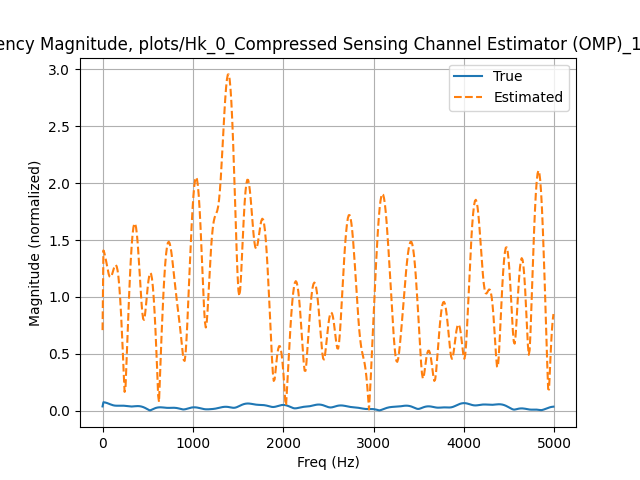 ency Magnitude, plots/Hk_0_Compressed Sensing Channel Estimator (OMP)_1
True
Estimated
3.0
2.5
2.0
1.5
1.0
0.5
0.0
Magnitude (normalized)
0 1000 2000 3000 4000 5000
Freq (Hz)